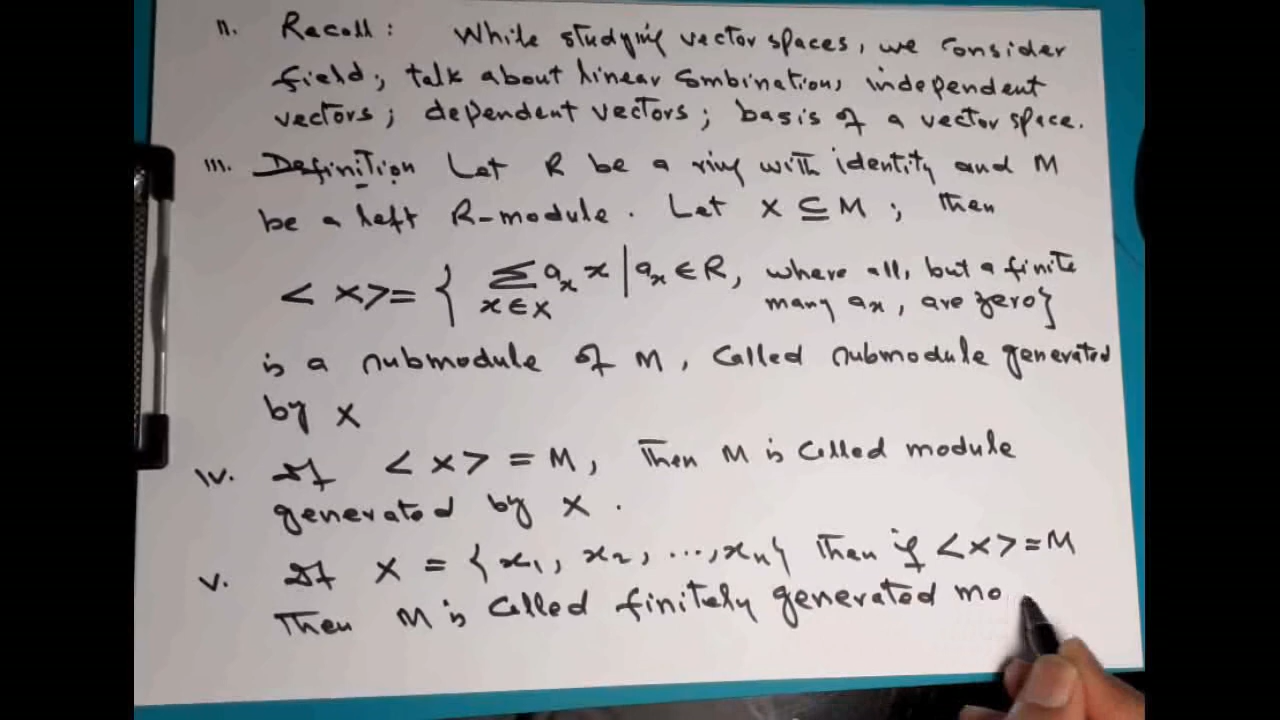 II. Recall: While studying vector spaces, we consider
field; talk about linear combination, independent
vectors; dependent vectors; basis of a vector space.
III. Definition Let R be a ring with identity and M
be a left R-module. Let X ⊆ M ; then
< X > = { ∑ aₓ x | aₓ ∈ R, where all, but a finite
x ∈ X many aₓ, are zero}
is a submodule of M, called submodule generated
by X
IV. If < X > = M, then M is called module
generated by X .
V. If X = {x₁, x₂, ..., xₙ} then if <X> = M
then M is called finitely generated mo